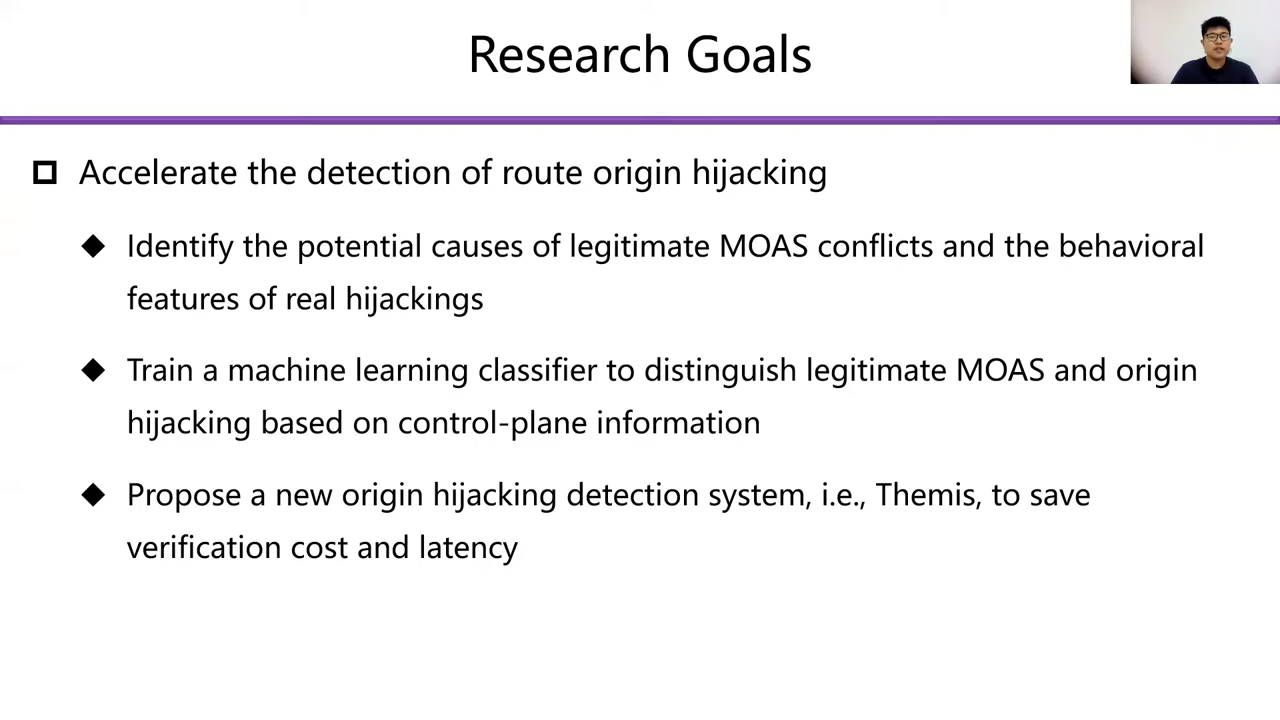 Research Goals
Accelerate the detection of route origin hijacking
Identify the potential causes of legitimate MOAS conflicts and the behavioral
features of real hijackings
Train a machine learning classifier to distinguish legitimate MOAS and origin
hijacking based on control-plane information
Propose a new origin hijacking detection system, i.e., Themis, to save
verification cost and latency